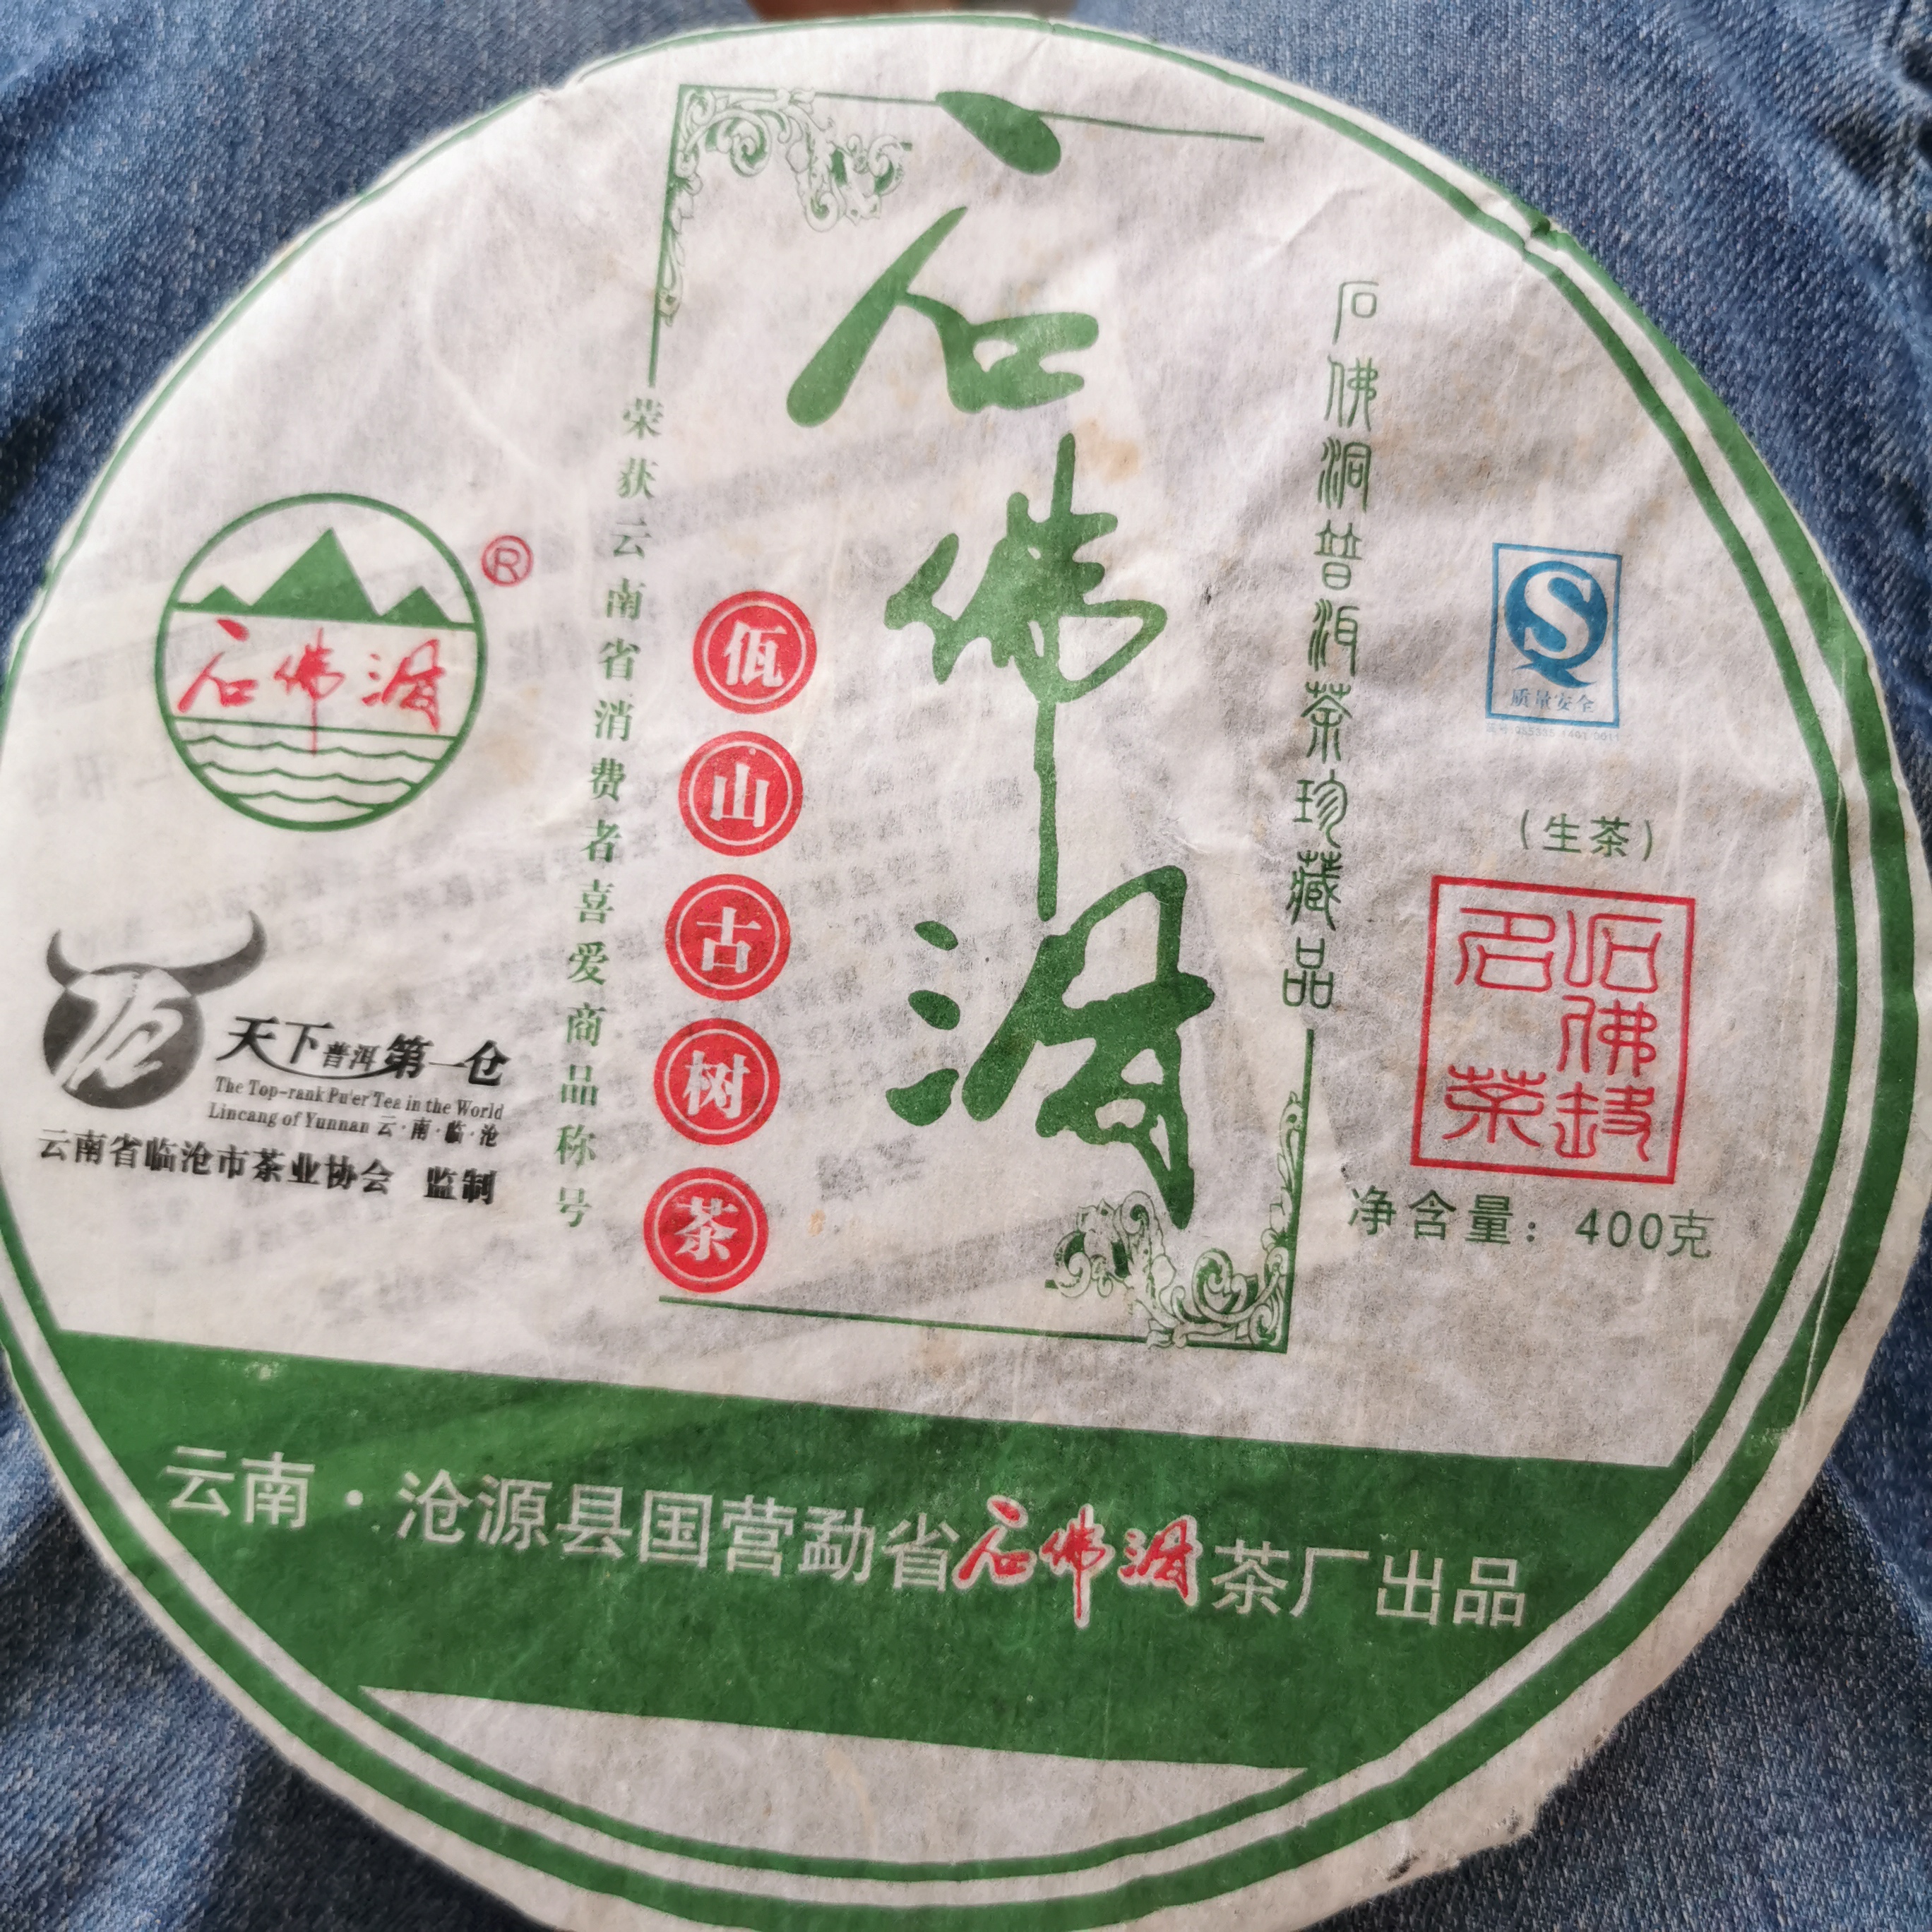 石佛洞
®
石佛洞
荣获云南省消费者喜爱商品称号
佤山古树茶
石佛洞普洱茶珍藏品
质量安全
(生茶)
净含量：400克
天下普洱第一仓
The Top-rank Pu'er Tea in the World
Lincang of Yunnan 云·南·临·沧
云南省临沧市茶业协会 监制
云南·沧源县国营勐省石佛洞茶厂出品